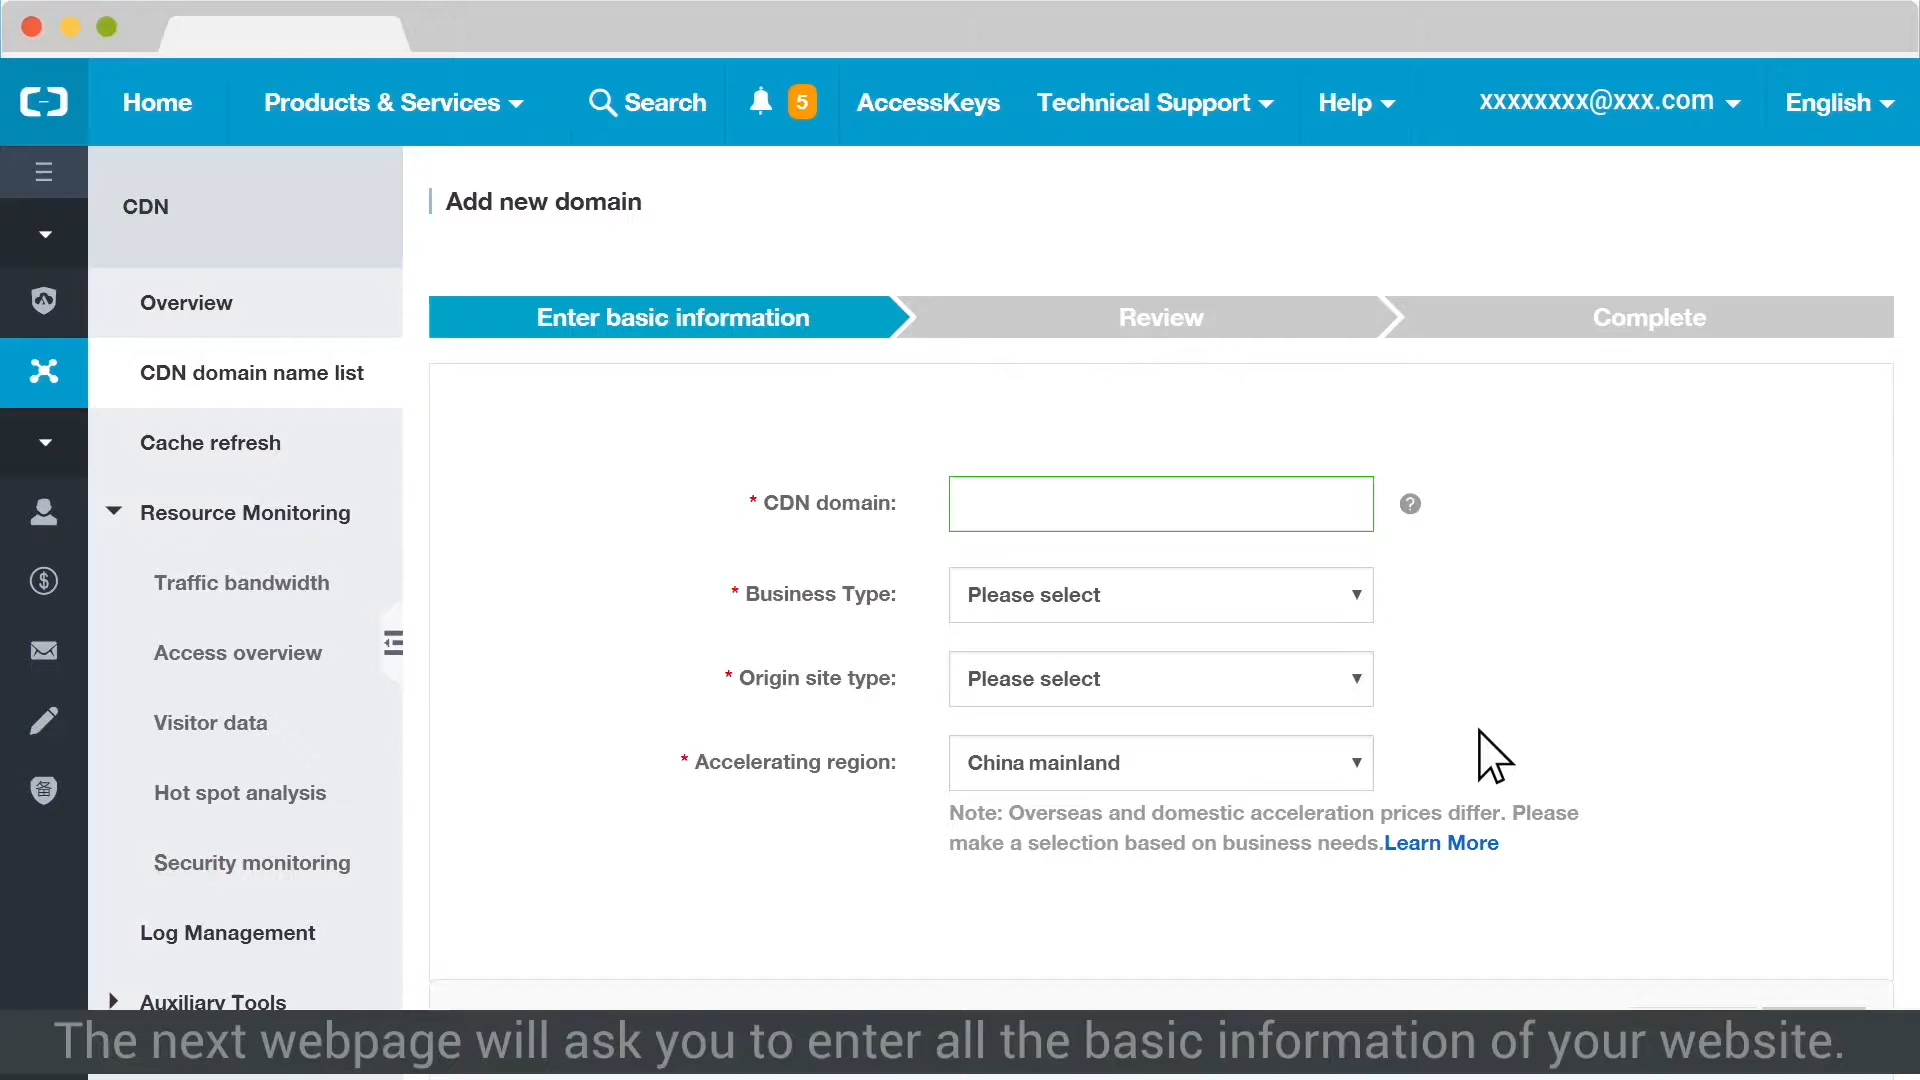 Home
Products & Services
Search
5
AccessKeys
Technical Support
Help
xxxxxxxx@xxx.com
English
CDN
Overview
CDN domain name list
Cache refresh
Resource Monitoring
Traffic bandwidth
Access overview
Visitor data
Hot spot analysis
Security monitoring
Log Management
Auxiliary Tools
备
Add new domain
Enter basic information
Review
Complete
* CDN domain:
?
* Business Type:
Please select
* Origin site type:
Please select
* Accelerating region:
China mainland
Note: Overseas and domestic acceleration prices differ. Please
make a selection based on business needs.Learn More
The next webpage will ask you to enter all the basic information of your website.